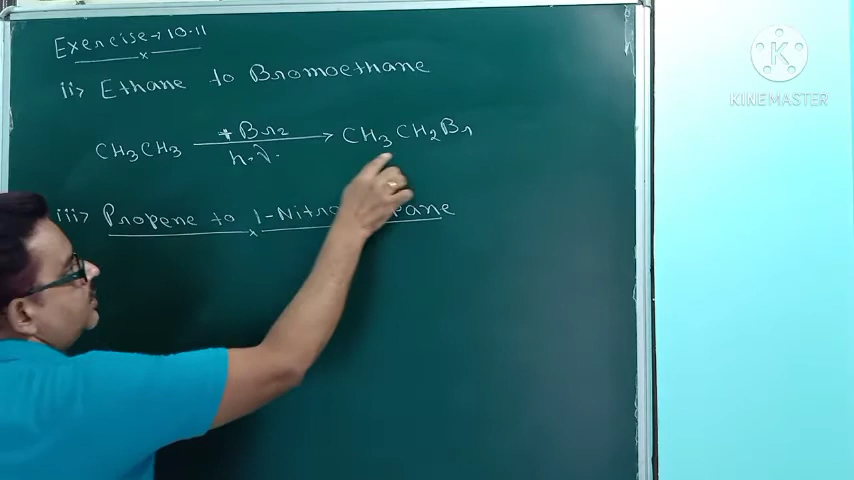 Exercise→ 10.11
ii> Ethane to Bromoethane
+Br2
CH3CH3 → CH3CH2Br
h.ν.
iii> Propene to 1-Nitro
K
KINEMASTER